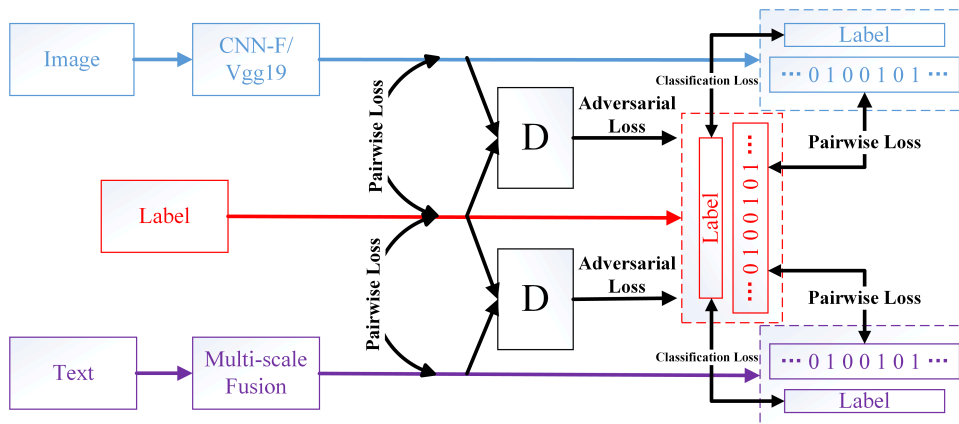 Image
CNN-F/
Vgg19
Label
··· 0 1 0 0 1 0 1 ···
Classification Loss
Pairwise Loss
D
Adversarial
Loss
Pairwise Loss
Label
Label
··· 0 1 0 0 1 0 1 ···
Pairwise Loss
D
Adversarial
Loss
Pairwise Loss
Text
Multi-scale
Fusion
Classification Loss
··· 0 1 0 0 1 0 1 ···
Label